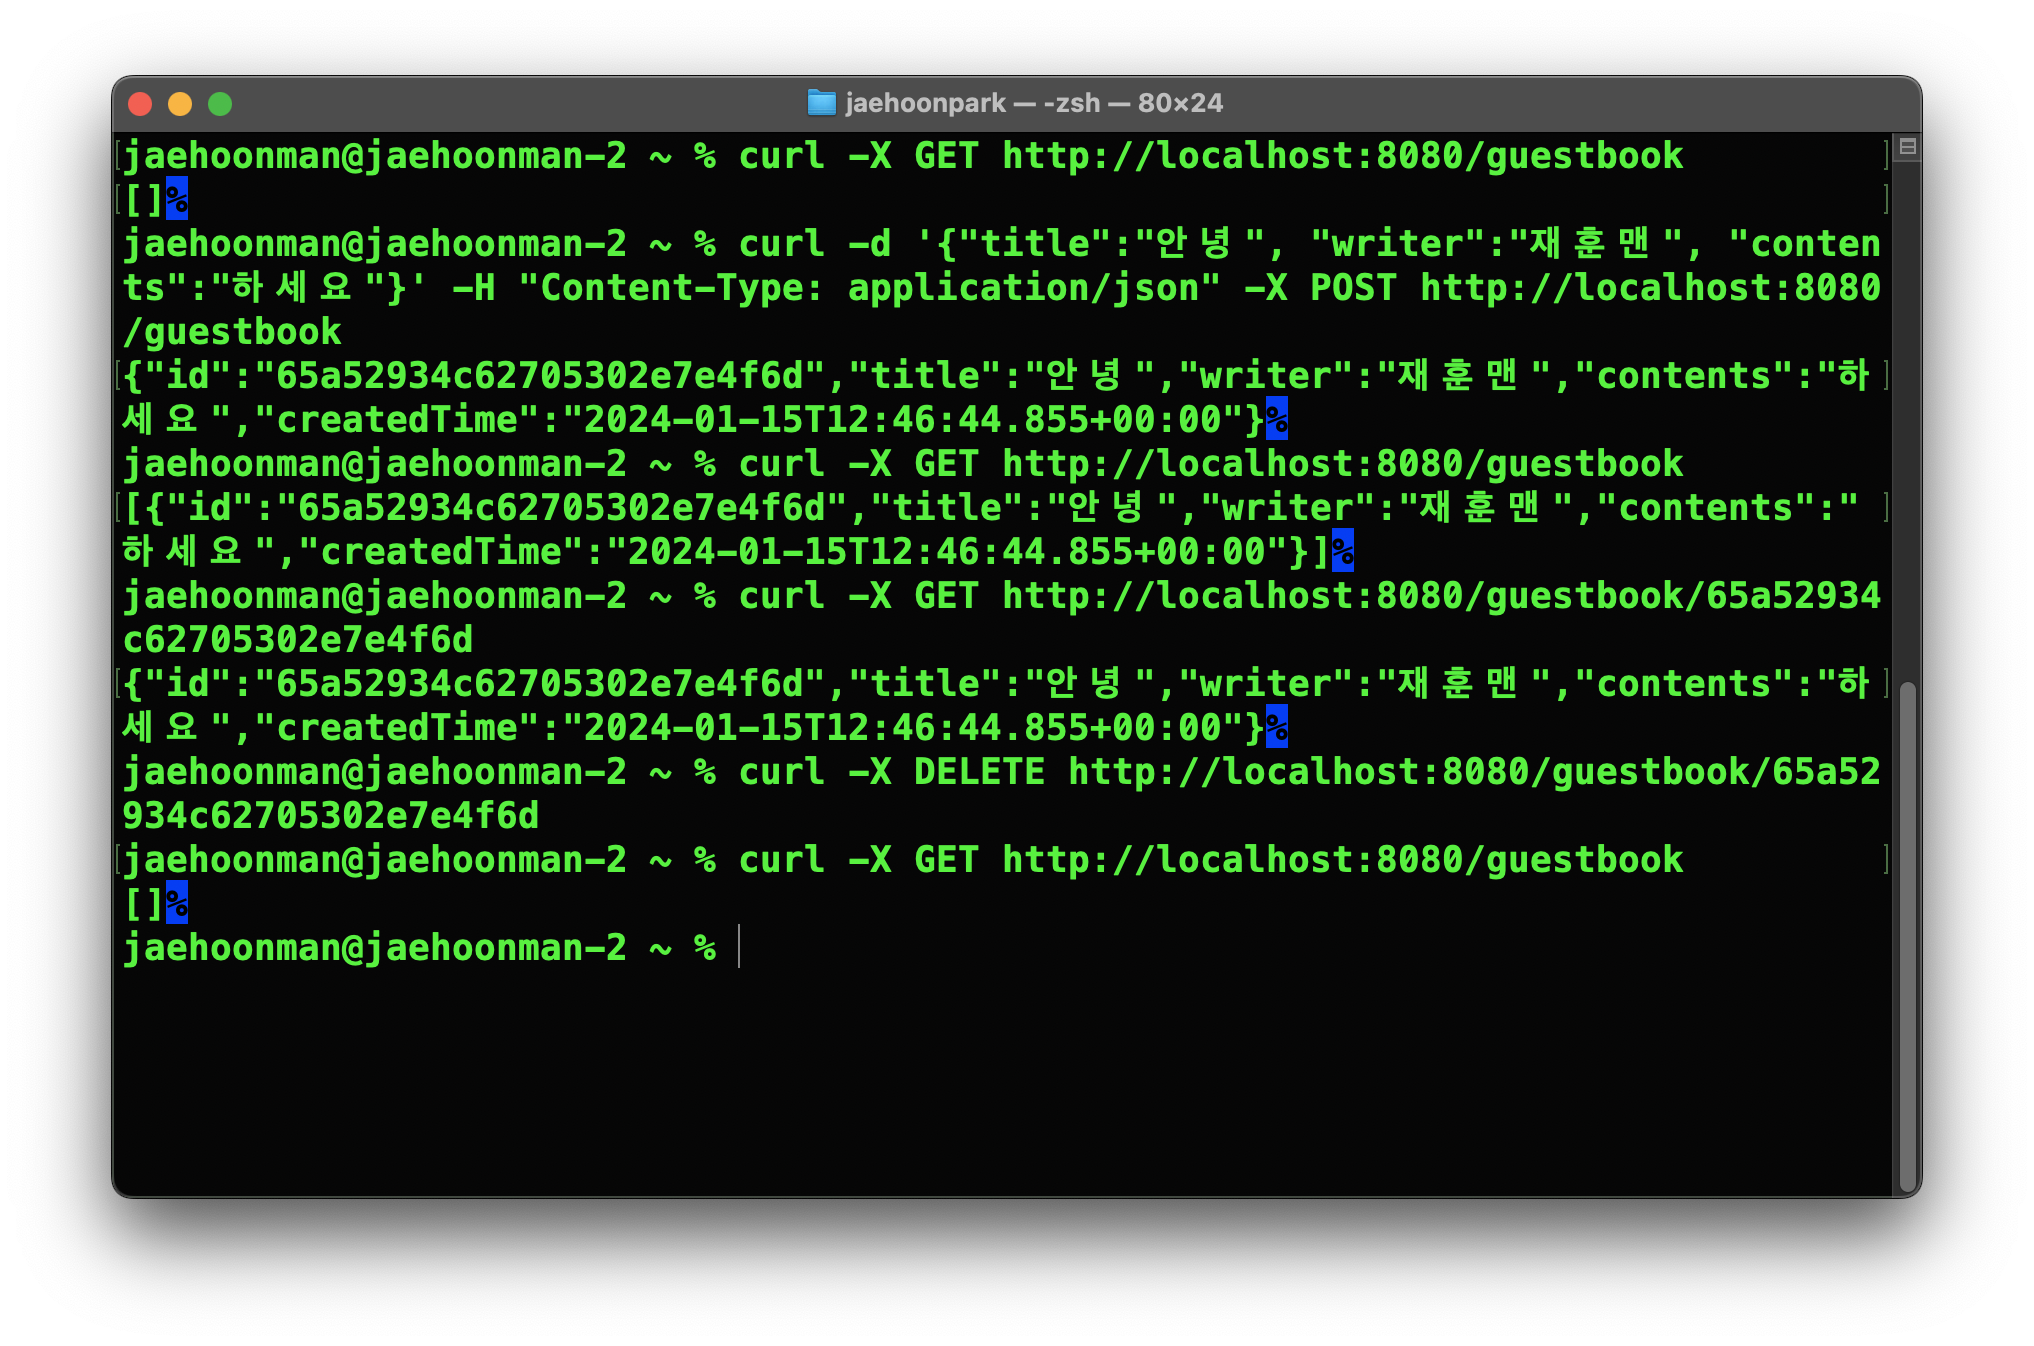 jaehoonpark — -zsh — 80×24
jaehoonman@jaehoonman-2 ~ % curl -X GET http://localhost:8080/guestbook
[]%
jaehoonman@jaehoonman-2 ~ % curl -d '{"title":"안녕", "writer":"재훈맨", "conten
ts":"하세요"}' -H "Content-Type: application/json" -X POST http://localhost:8080
/guestbook
{"id":"65a52934c62705302e7e4f6d","title":"안녕","writer":"재훈맨","contents":"하
세요","createdTime":"2024-01-15T12:46:44.855+00:00"}%
jaehoonman@jaehoonman-2 ~ % curl -X GET http://localhost:8080/guestbook
[{"id":"65a52934c62705302e7e4f6d","title":"안녕","writer":"재훈맨","contents":"
하세요","createdTime":"2024-01-15T12:46:44.855+00:00"}]%
jaehoonman@jaehoonman-2 ~ % curl -X GET http://localhost:8080/guestbook/65a52934
c62705302e7e4f6d
{"id":"65a52934c62705302e7e4f6d","title":"안녕","writer":"재훈맨","contents":"하
세요","createdTime":"2024-01-15T12:46:44.855+00:00"}%
jaehoonman@jaehoonman-2 ~ % curl -X DELETE http://localhost:8080/guestbook/65a52
934c62705302e7e4f6d
jaehoonman@jaehoonman-2 ~ % curl -X GET http://localhost:8080/guestbook
[]%
jaehoonman@jaehoonman-2 ~ %